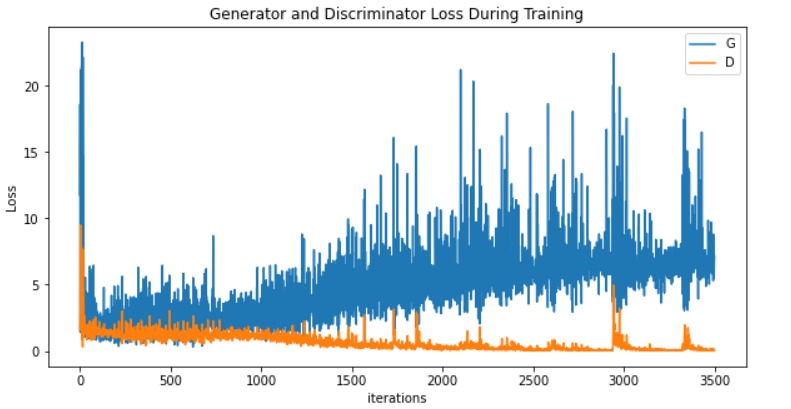 Generator and Discriminator Loss During Training
G
D
Loss
20
15
10
5
0
0 500 1000 1500 2000 2500 3000 3500
iterations